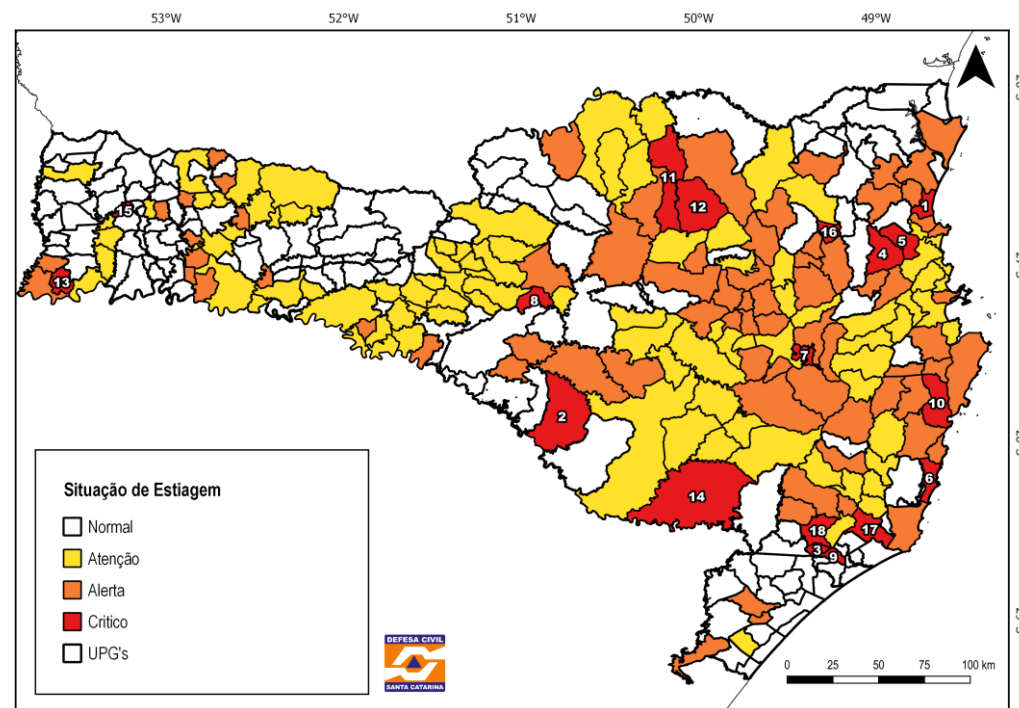 53°W 52°W 51°W 50°W 49°W
11
12
1
15
16
5
4
13
8
7
10
2
6
14
17
18
3
9
Situação de Estiagem
Normal
Atenção
Alerta
Critico
UPG's
DEFESA CIVIL
SANTA CATARINA
0 25 50 75 100 km